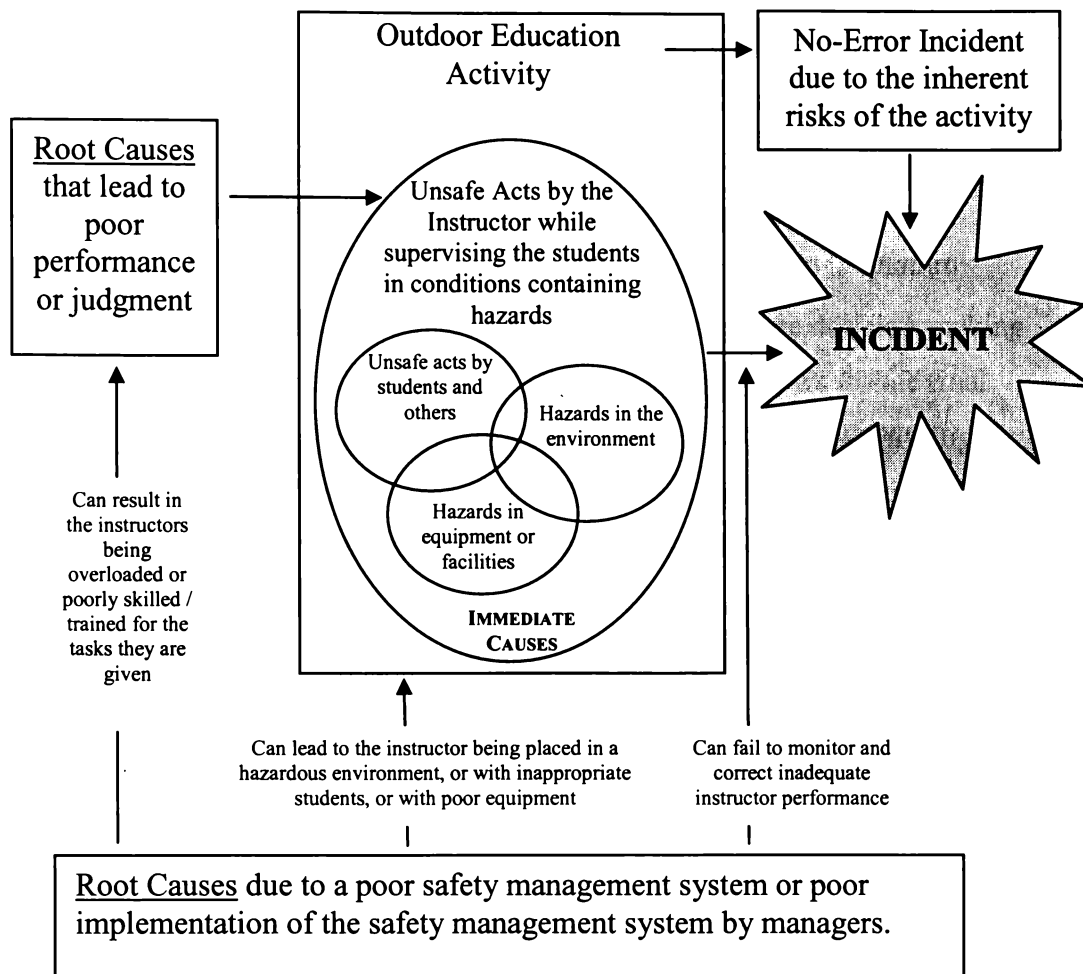 Outdoor Education
Activity
No-Error Incident
due to the inherent
risks of the activity
Root Causes
that lead to
poor
performance
or judgment
Unsafe Acts by the
Instructor while
supervising the students
in conditions containing
hazards
INCIDENT
Unsafe acts by
students and
others
Hazards in the
environment
Hazards in
equipment or
facilities
IMMEDIATE
CAUSES
Can result in
the instructors
being
overloaded or
poorly skilled /
trained for the
tasks they are
given
Can lead to the instructor being placed in a
hazardous environment, or with inappropriate
students, or with poor equipment
Can fail to monitor and
correct inadequate
instructor performance
Root Causes due to a poor safety management system or poor
implementation of the safety management system by managers.